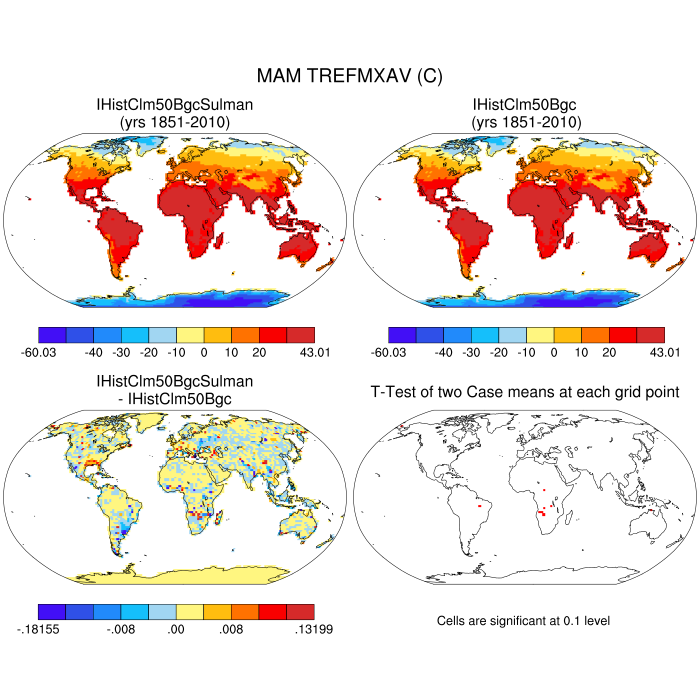 MAM TREFMXAV (C)
IHistClm50BgcSulman
(yrs 1851-2010)
IHistClm50Bgc
(yrs 1851-2010)
-60.03 -40 -30 -20 -10 0 10 20 43.01
-60.03 -40 -30 -20 -10 0 10 20 43.01
IHistClm50BgcSulman
- IHistClm50Bgc
T-Test of two Case means at each grid point
-.18155 -.008 .00 .008 .13199
Cells are significant at 0.1 level